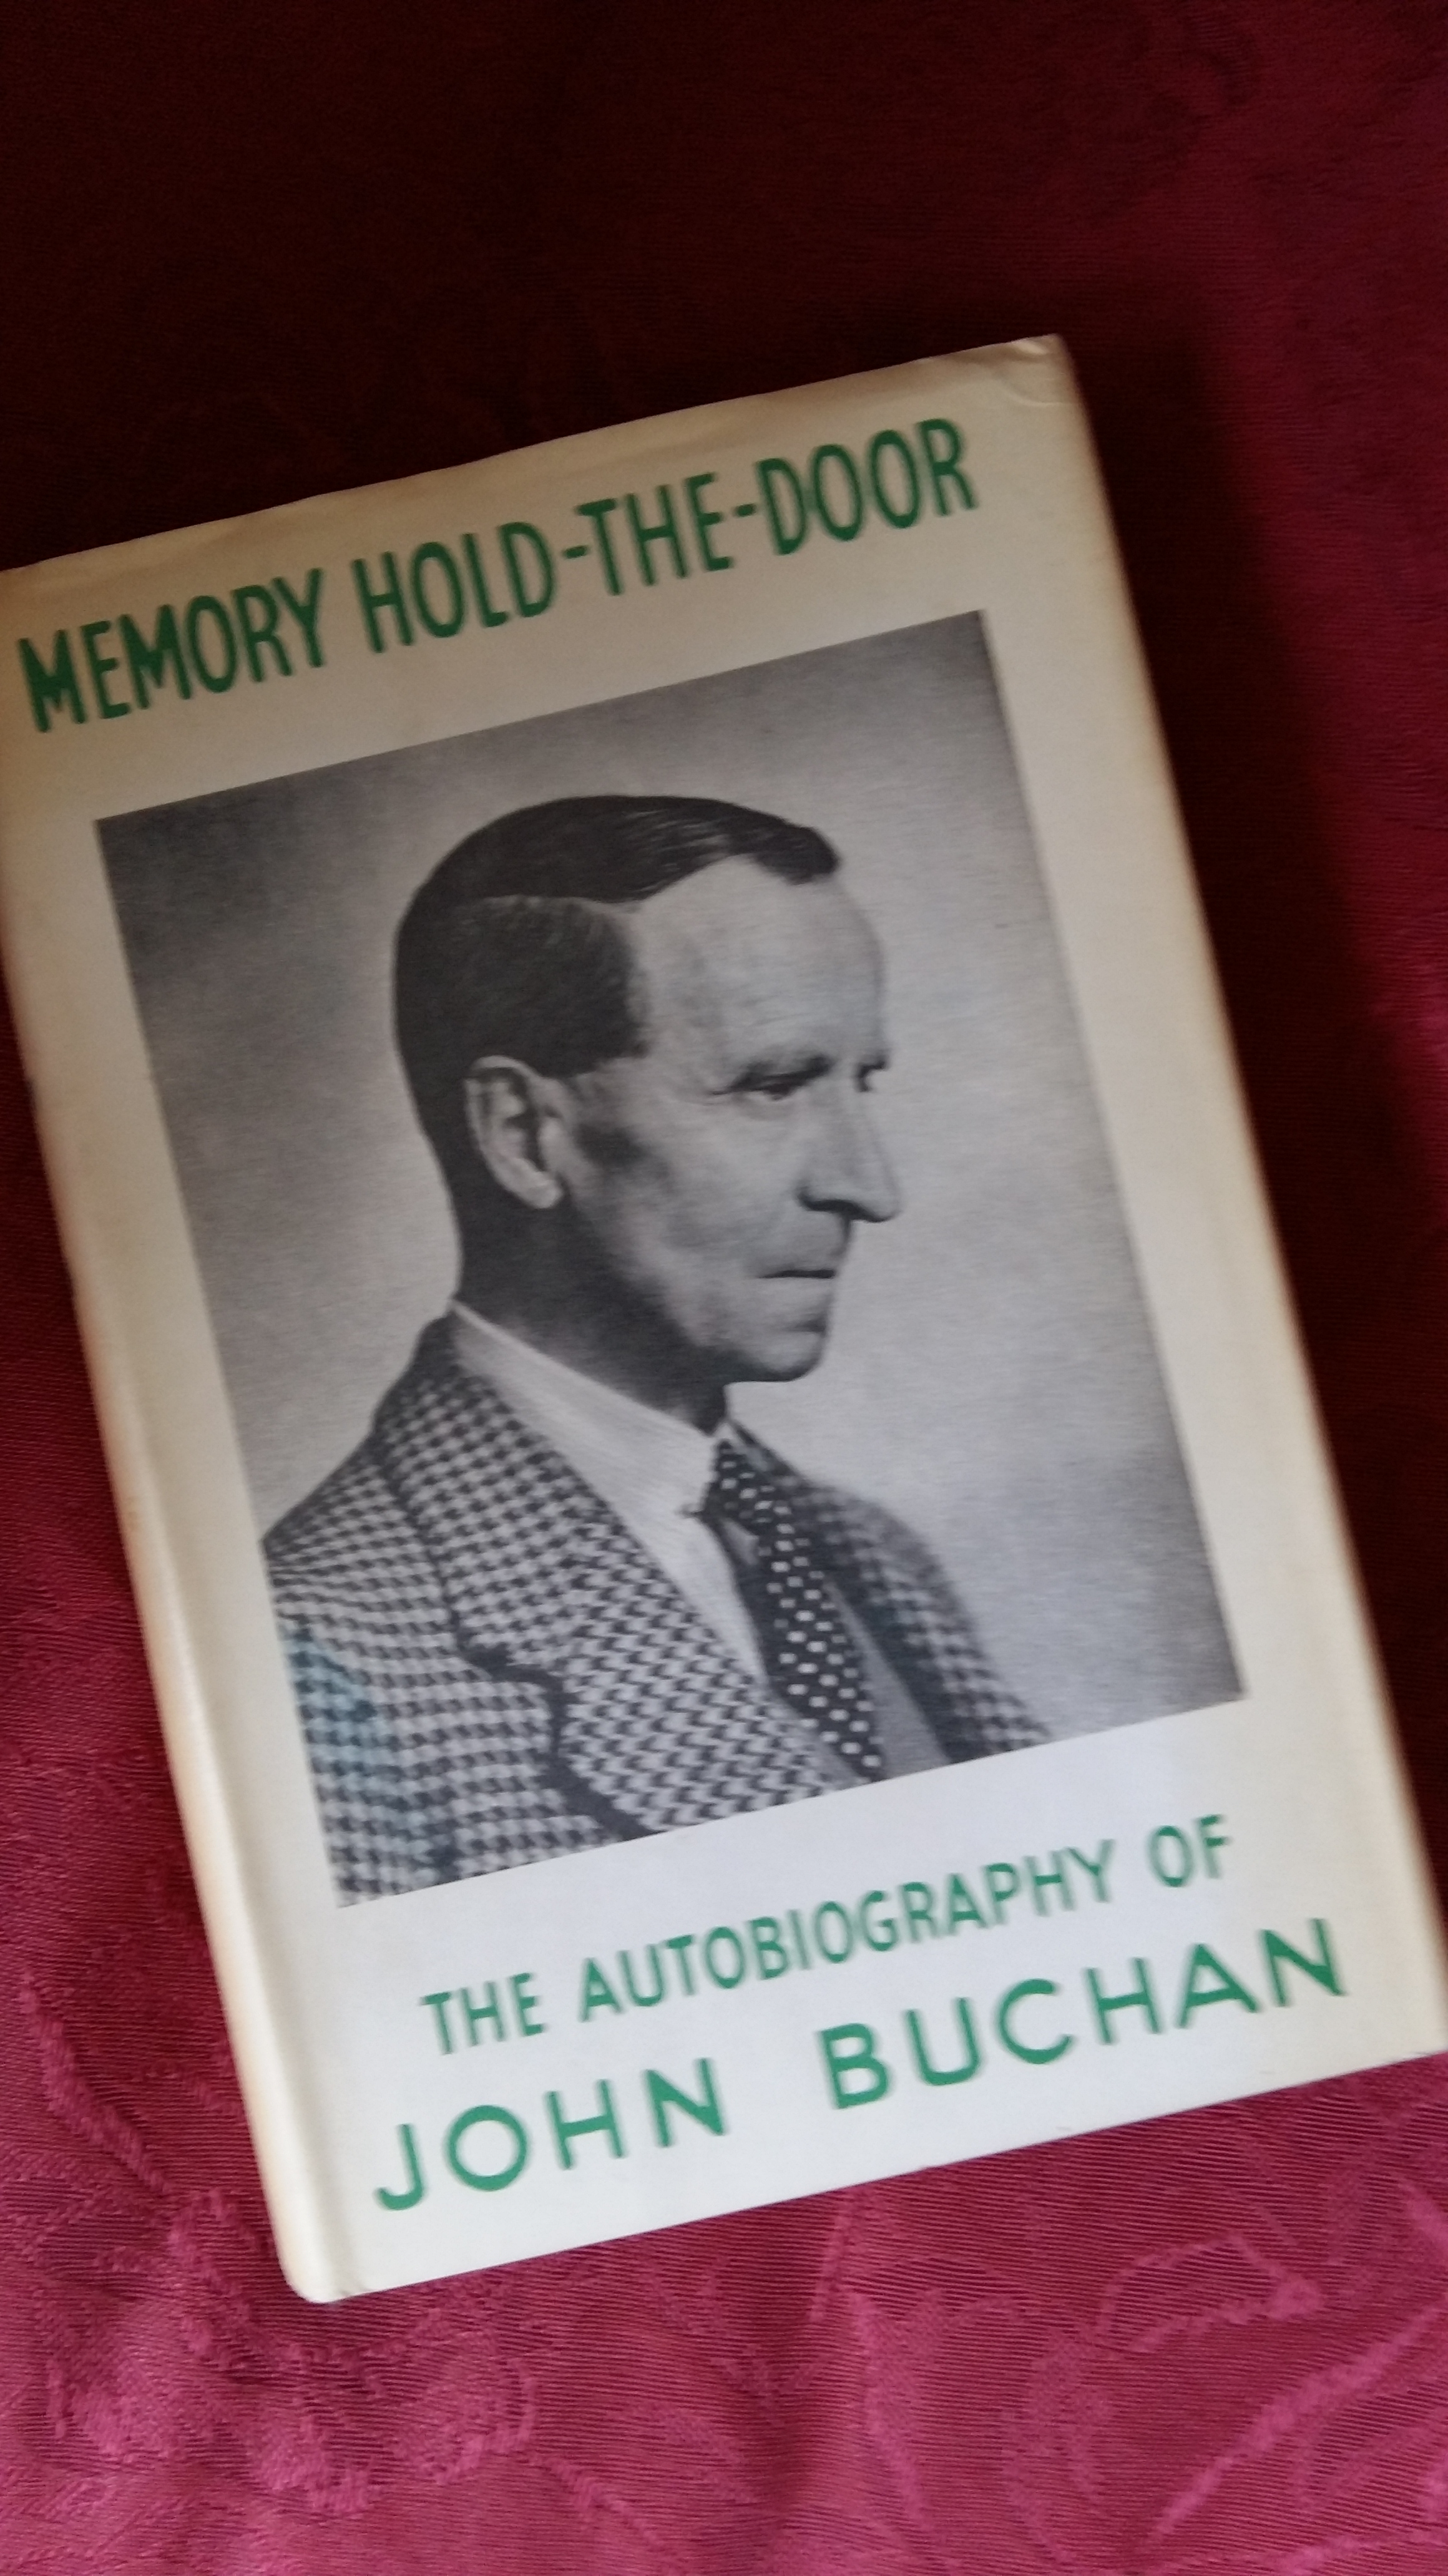 MEMORY HOLD-THE-DOOR
THE AUTOBIOGRAPHY OF
JOHN BUCHAN